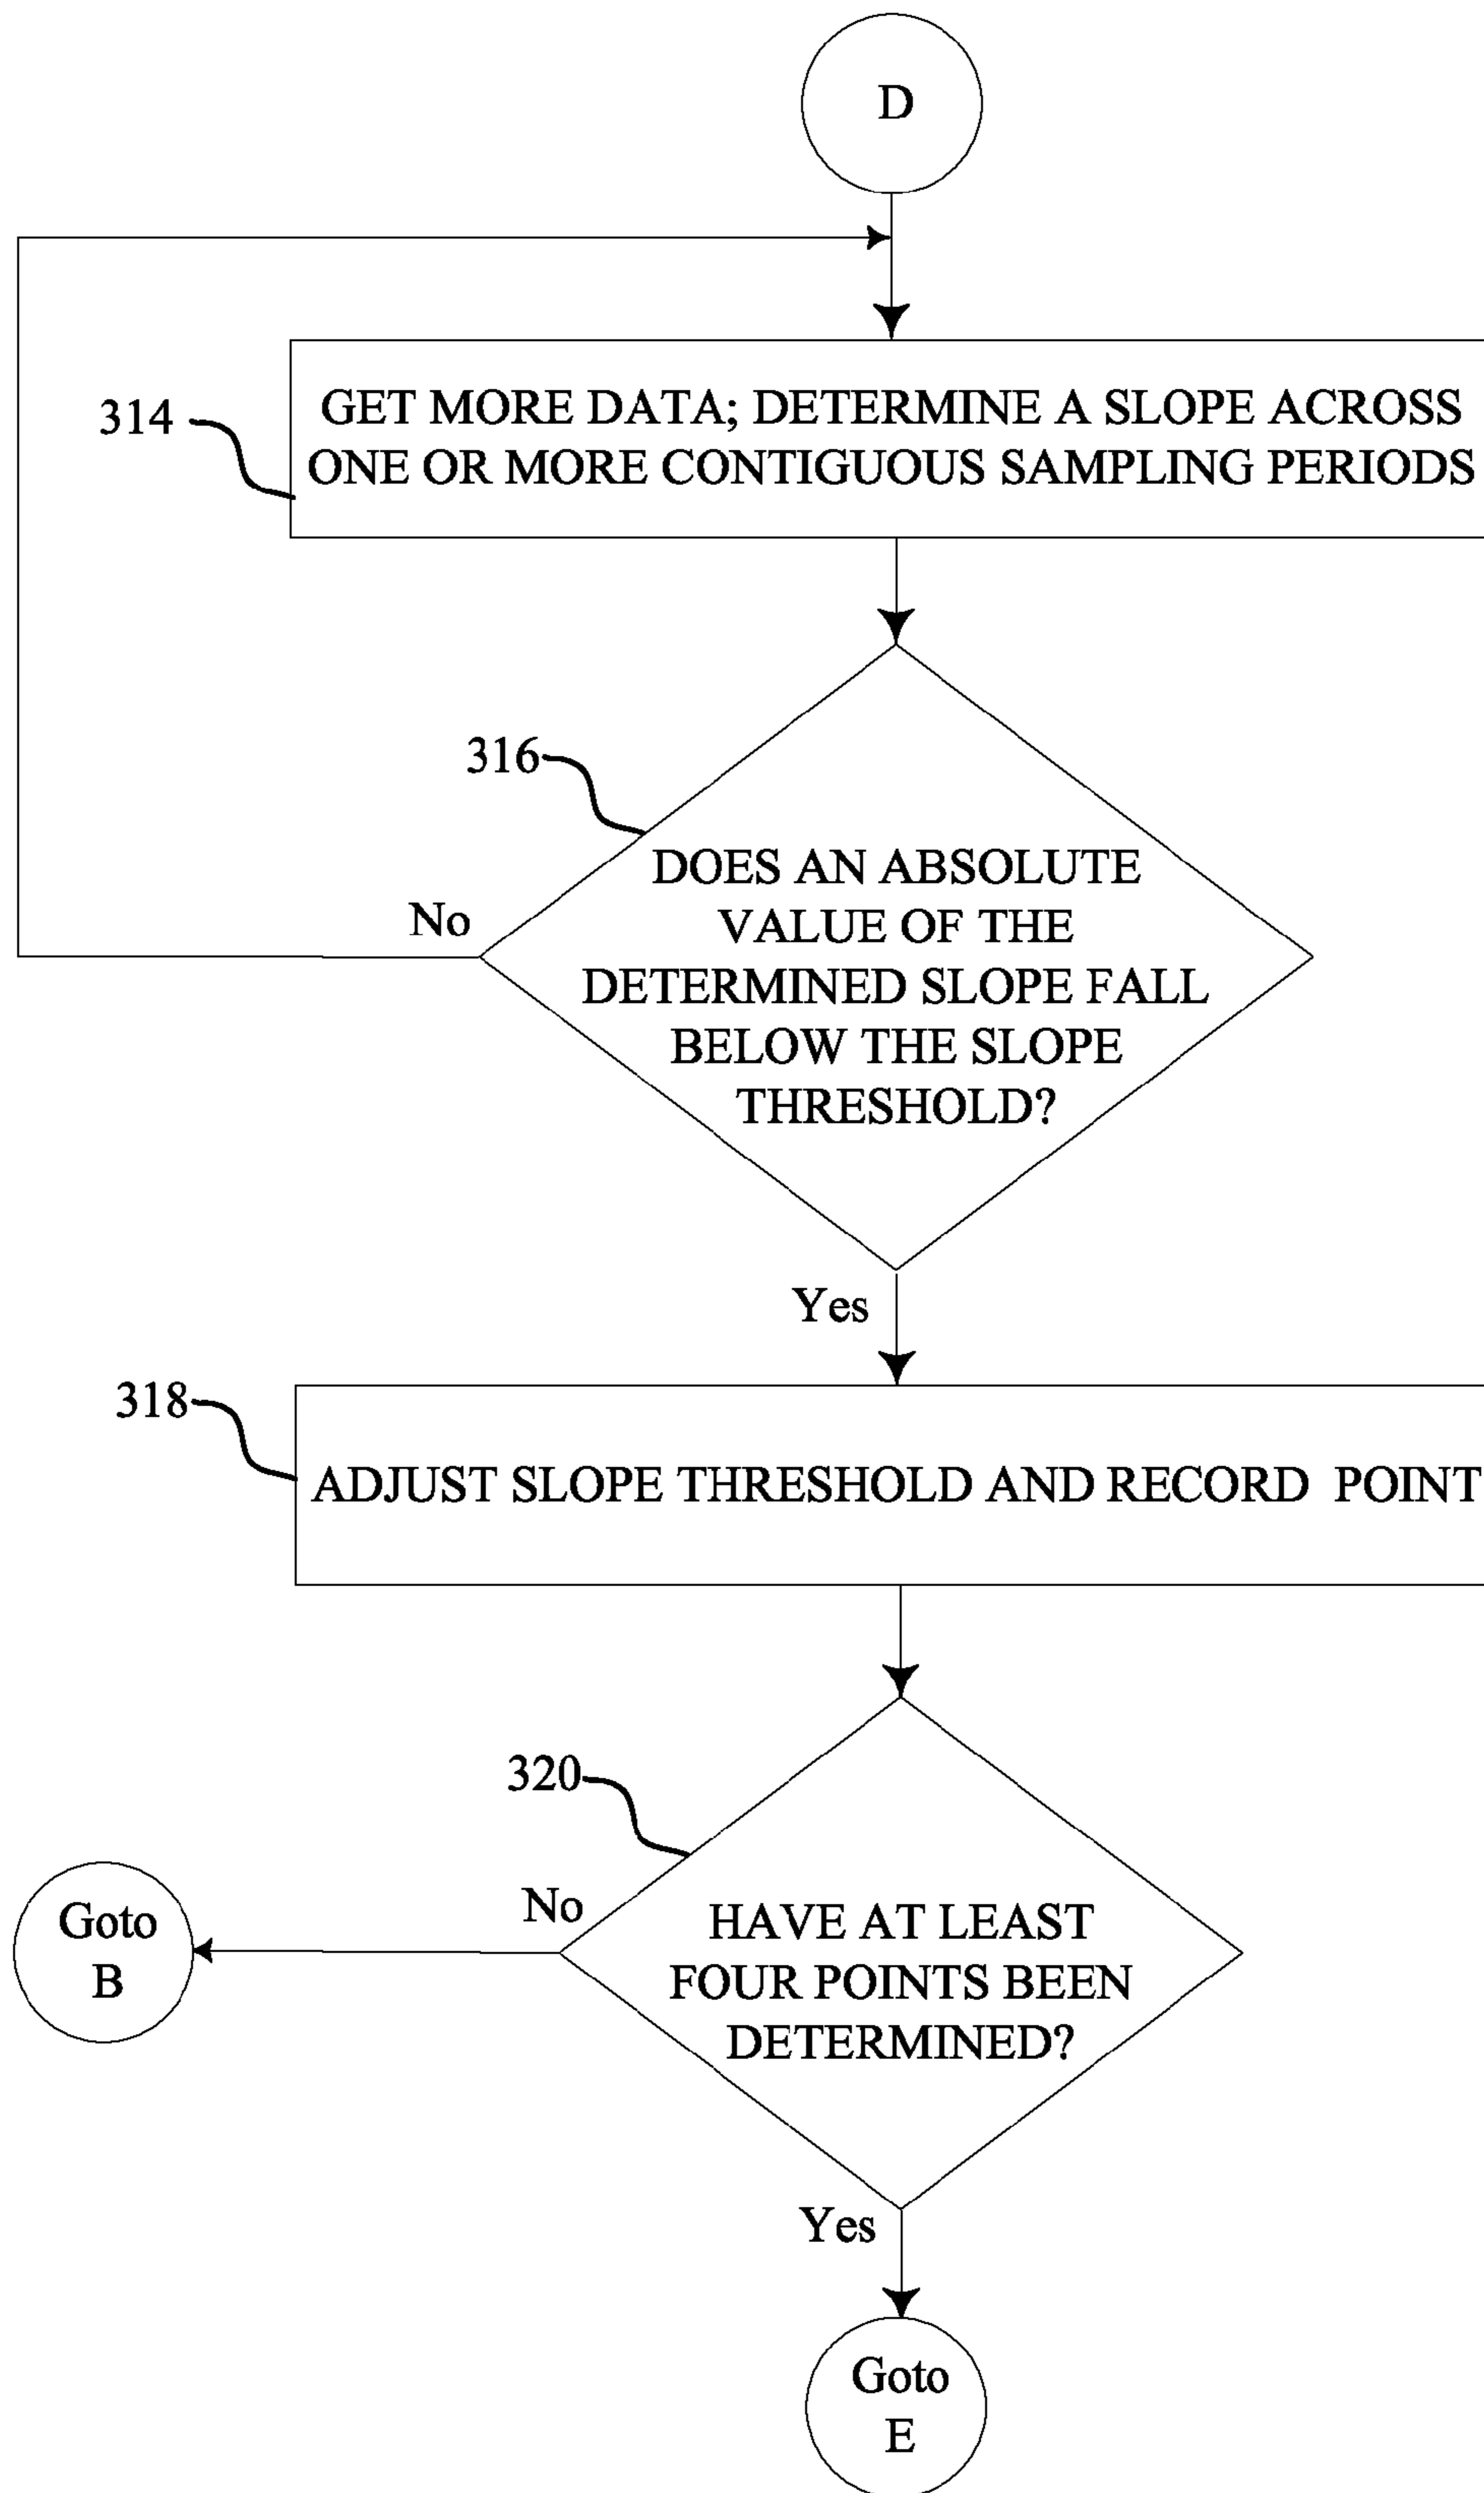 D
314
GET MORE DATA; DETERMINE A SLOPE ACROSS
ONE OR MORE CONTIGUOUS SAMPLING PERIODS
316
DOES AN ABSOLUTE
VALUE OF THE
DETERMINED SLOPE FALL
BELOW THE SLOPE
THRESHOLD?
No
Yes
318
ADJUST SLOPE THRESHOLD AND RECORD POINT
320
HAVE AT LEAST
FOUR POINTS BEEN
DETERMINED?
No
Goto
B
Yes
Goto
E